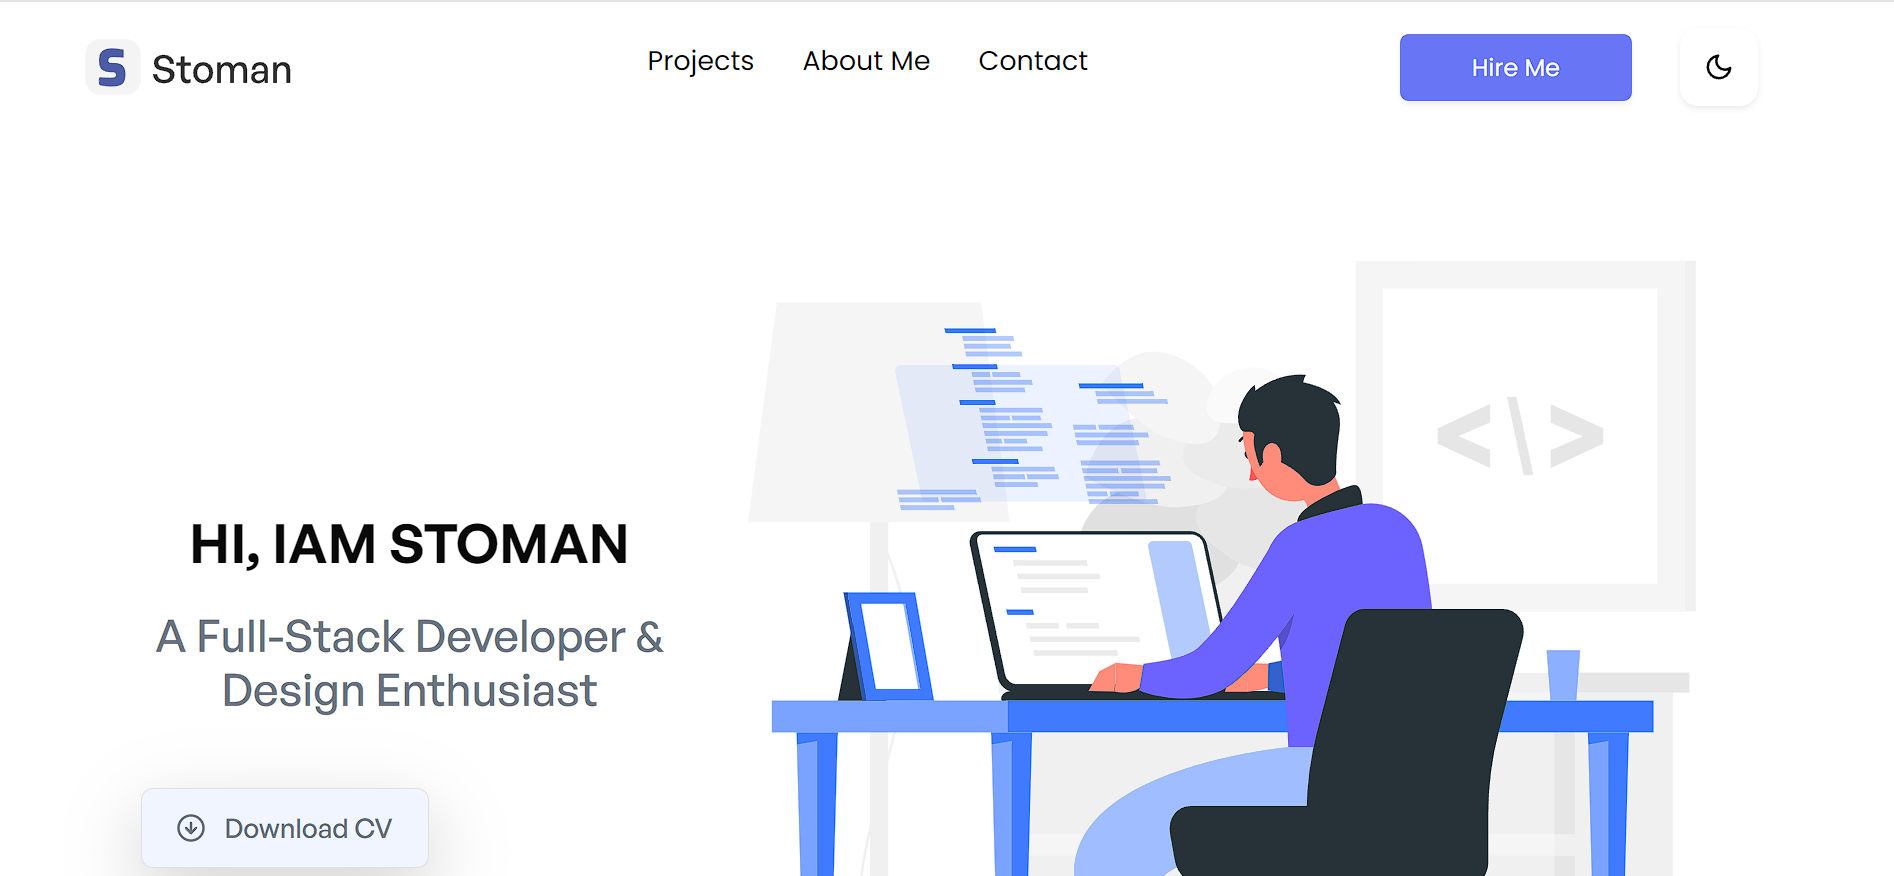 S Stoman
Projects
About Me
Contact
Hire Me
<\>
HI, IAM STOMAN
A Full-Stack Developer &
Design Enthusiast
Download CV